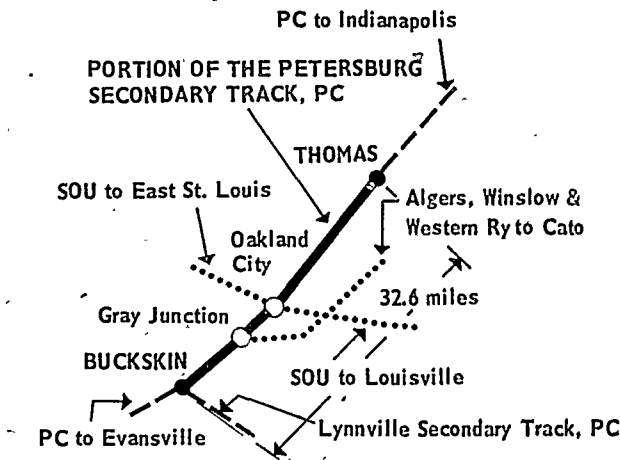 PC to Indianapolis
PORTION OF THE PETERSBURG
SECONDARY TRACK, PC
THOMAS
SOU to East St. Louis
Algers, Winslow &
Western Ry to Cato
Oakland
City
32.6 miles
Gray Junction
BUCKSKIN
SOU to Louisville
PC to Evansville
Lynnville Secondary Track, PC